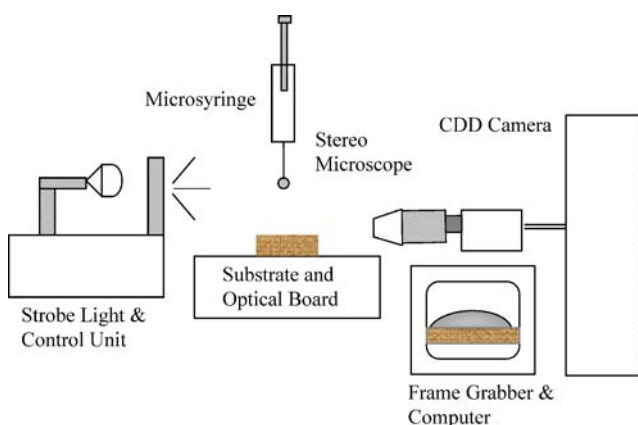 Microsyringe
Stereo
Microscope
CDD Camera
Substrate and
Optical Board
Strobe Light &
Control Unit
Frame Grabber &
Computer